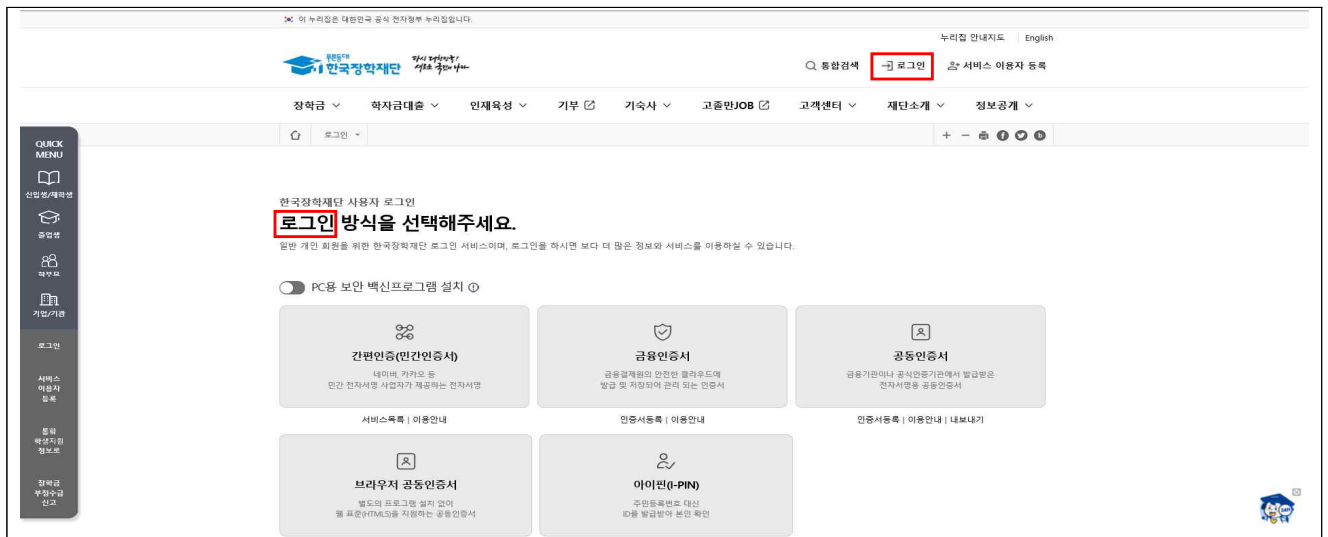 이 누리집은 대한민국 공식 전자정부 누리집입니다.
누리집 안내지도 English
푸른등대
한국장학재단
통합검색 로그인 서비스 이용자 등록
장학금 학자금대출 인재육성 기부 기숙사 고졸만JOB 고객센터 재단소개 정보공개
로그인
QUICK
MENU
신입생/재학생
졸업생
학부모
기업/기관
로그인
서비스
이용자
등록
통합
학생지원
정보로
장학금
부정수급
신고
한국장학재단 사용자 로그인
로그인 방식을 선택해주세요.
일반 개인 회원을 위한 한국장학재단 로그인 서비스이며, 로그인을 하시면 보다 더 많은 정보와 서비스를 이용하실 수 있습니다.
PC용 보안 백신프로그램 설치
간편인증(민간인증서)
네이버, 카카오 등
민간 전자서명 사업자가 제공하는 전자서명
서비스목록 | 이용안내
금융인증서
금융결제원의 안전한 클라우드에
발급 및 저장되어 관리 되는 인증서
인증서등록 | 이용안내
공동인증서
금융기관이나 공식인증기관에서 발급받은
전자서명용 공동인증서
인증서등록 | 이용안내 | 내보내기
브라우저 공동인증서
별도의 프로그램 설치 없이
웹 표준(HTML5)을 지원하는 공동인증서
아이핀(I-PIN)
주민등록번호 대신
ID를 발급받아 본인 확인